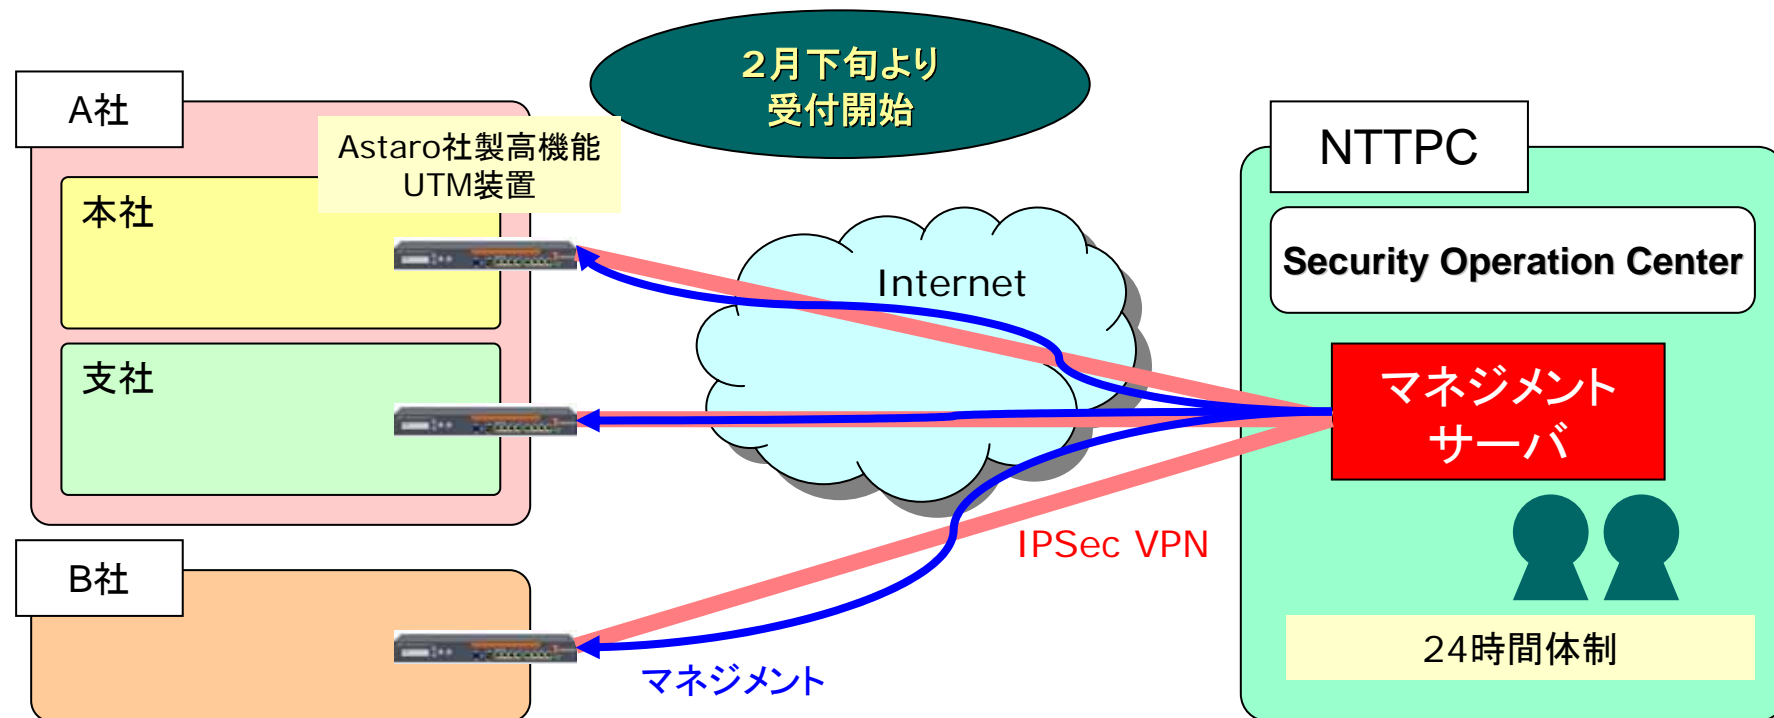 2月下旬より
受付開始
A社
Astaro社製高機能
UTM装置
本社
支社
B社
Internet
IPSec VPN
マネジメント
NTTPC
Security Operation Center
マネジメント
サーバ
24時間体制